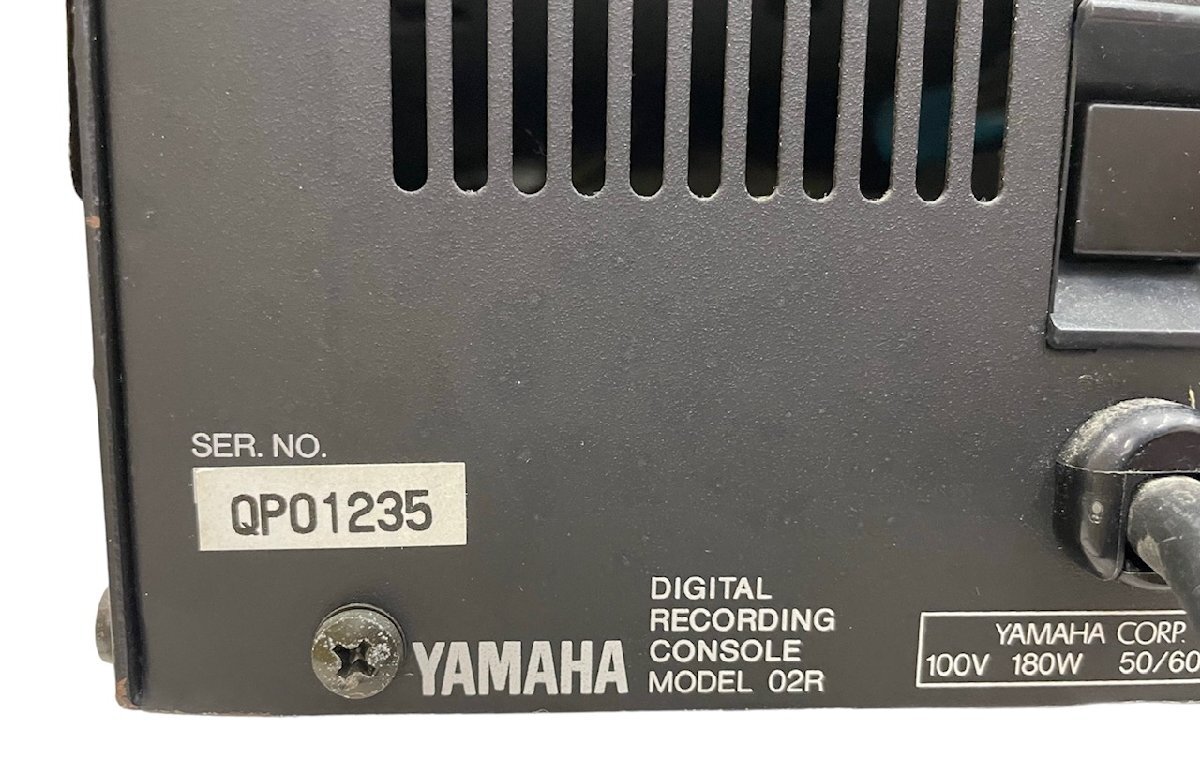 SER. NO.
QP01235
YAMAHA
DIGITAL
RECORDING
CONSOLE
MODEL 02R
YAMAHA CORP.
100V 180W 50/60